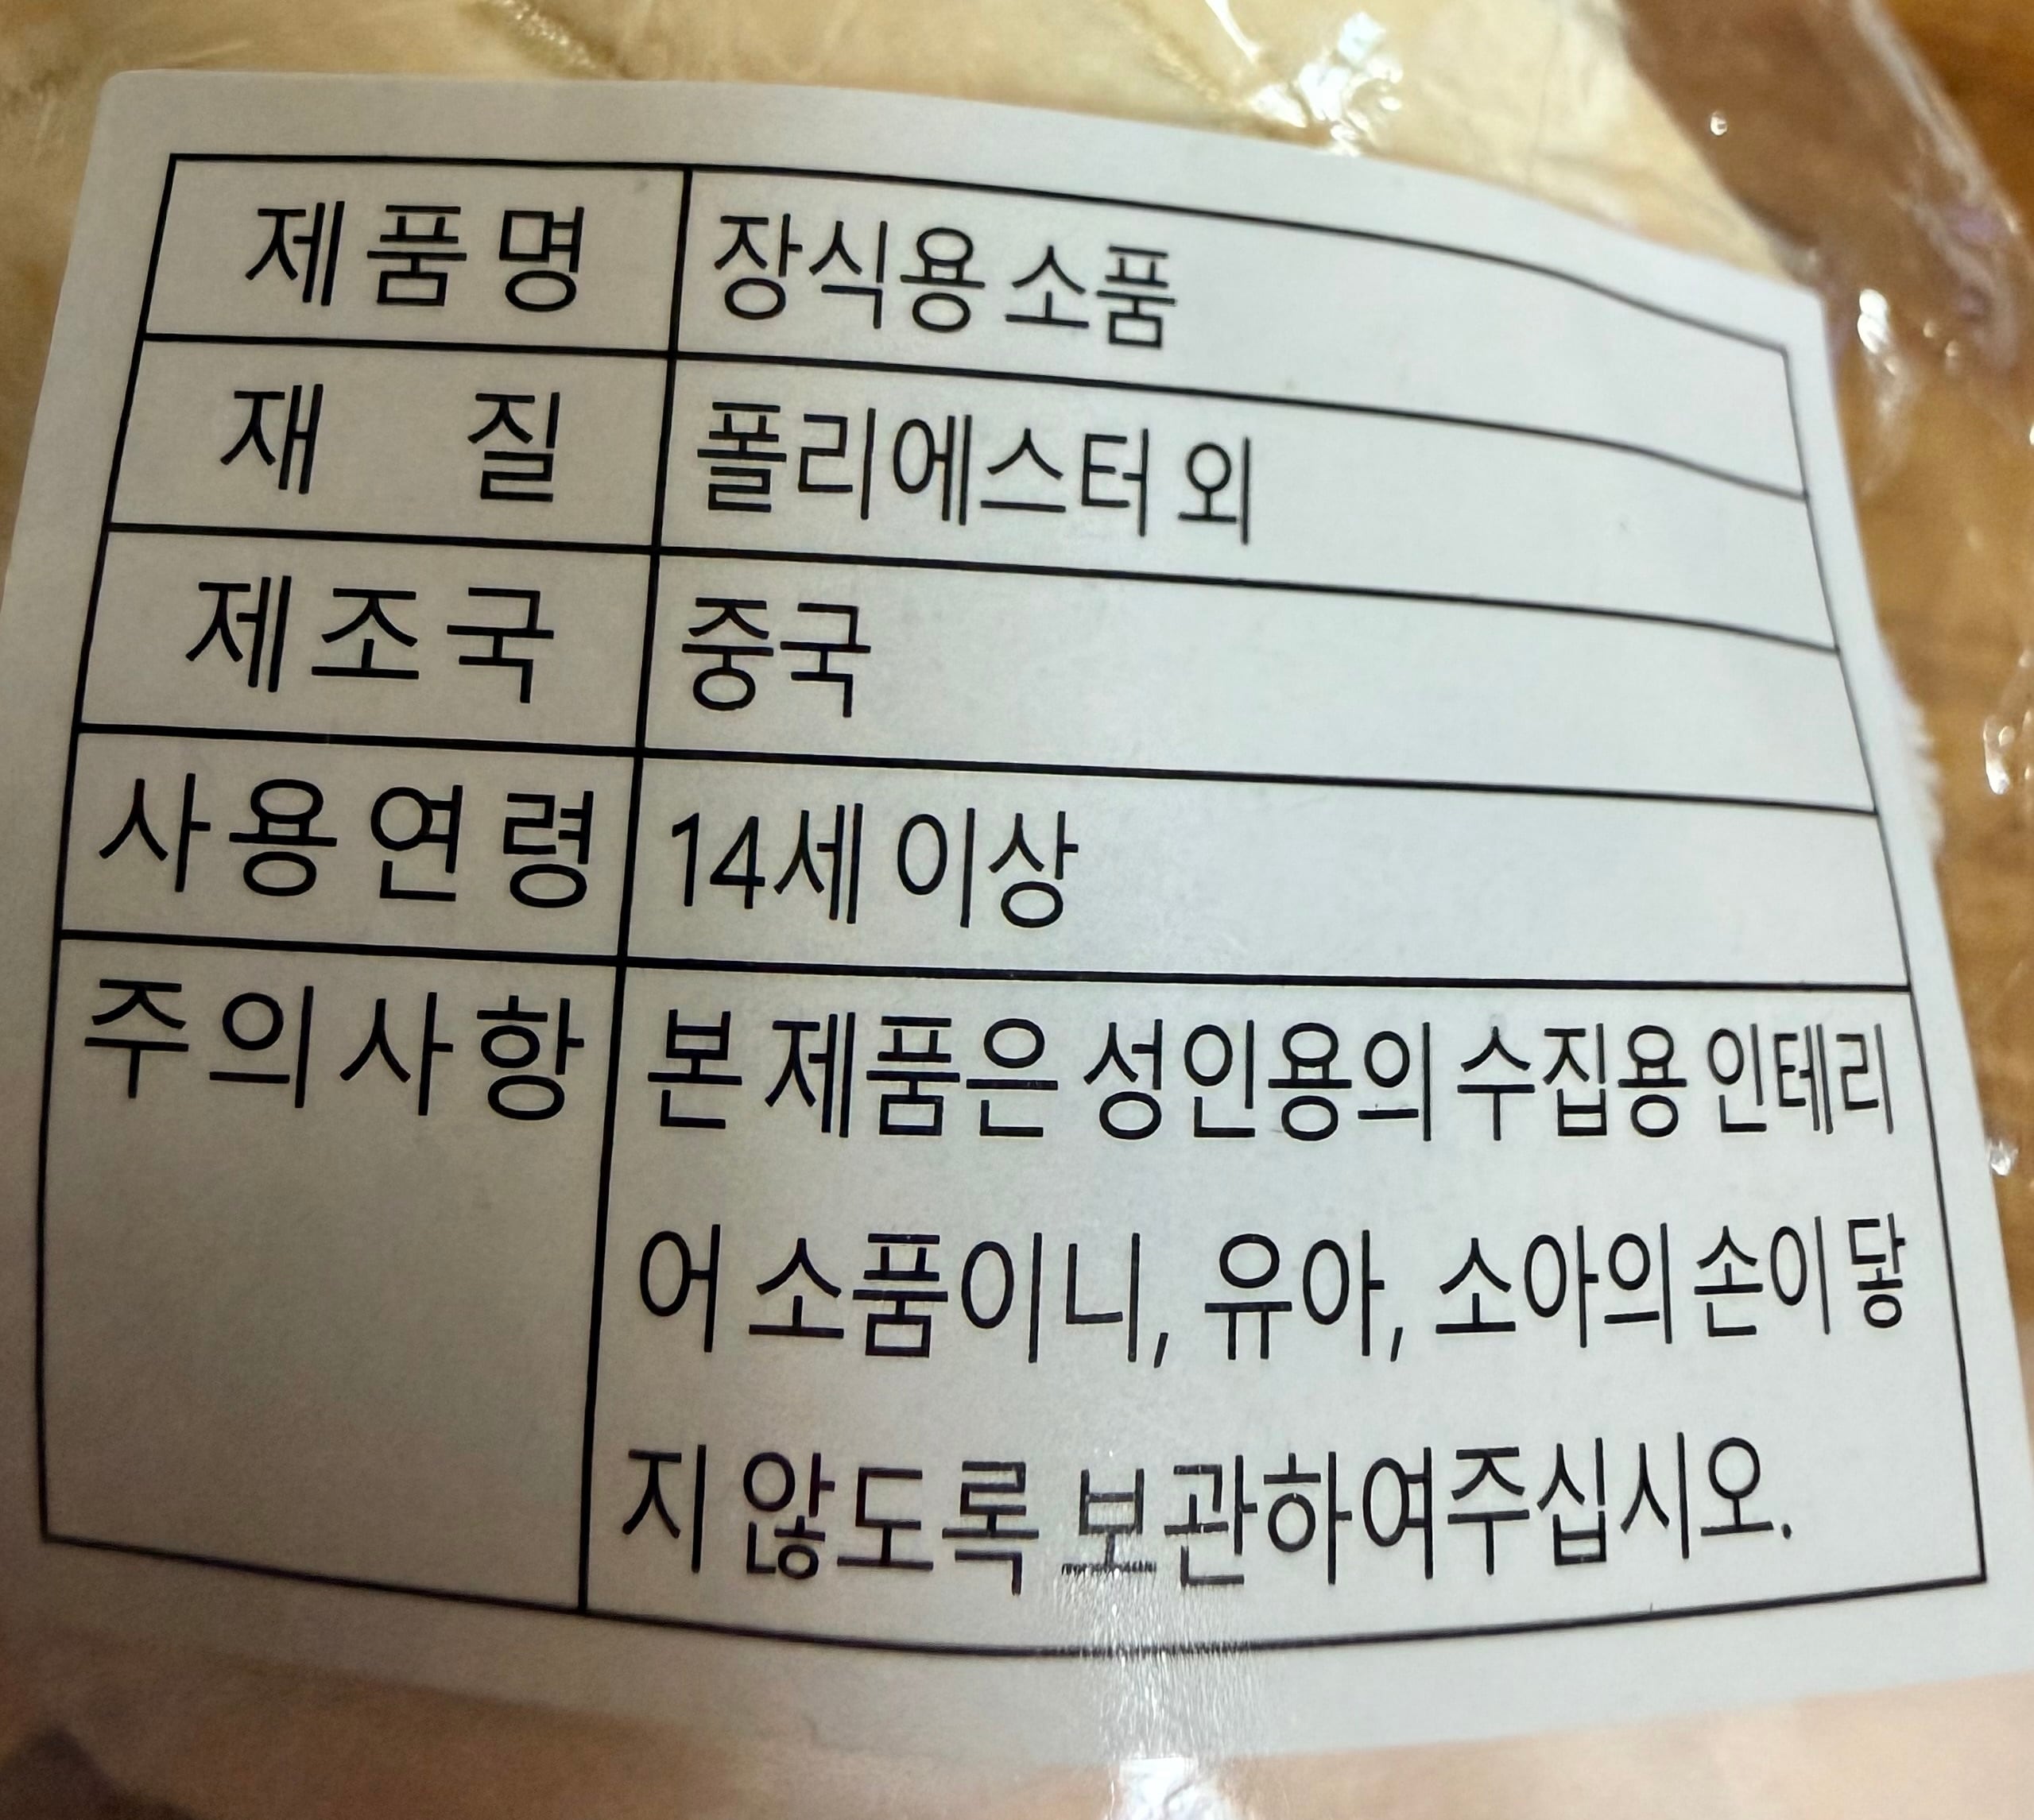 제품명 장식용 소품
재 질 폴리에스터 외
제조국 중국
사용연령 14세 이상
주의사항 본 제품은 성인용의 수집용 인테리
어 소품이니, 유아, 소아의 손이 닿
지 않도록 보관하여주십시오.